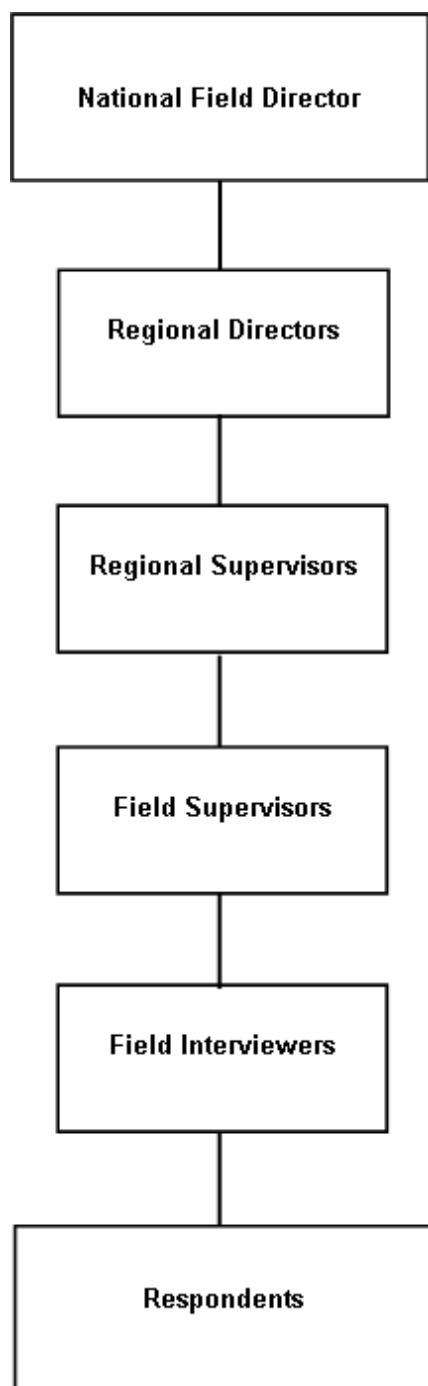 National Field Director
Regional Directors
Regional Supervisors
Field Supervisors
Field Interviewers
Respondents